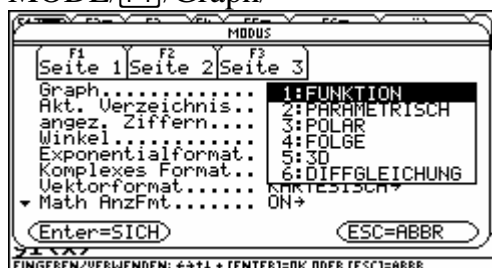 MODE/F1/Graph/
MODUS
F1 F2 F3
Seite 1 Seite 2 Seite 3
Graph............. 1:FUNKTION
Akt. Verzeichnis.. 2:PARAMETRISCH
angez. Ziffern.... 3:POLAR
Winkel............ 4:FOLGE
Exponentialformat. 5:3D
Komplexes Format.. 6:DIFFGLEICHUNG
Vektorformat...... KARTESISCH→
Math AnzFmt....... ON→
Enter=SICH ESC=ABBR
y1(x)
EINGEBEN/VERWENDEN: ←→↑↓ + [ENTER]=OK ODER [ESC]=ABBR